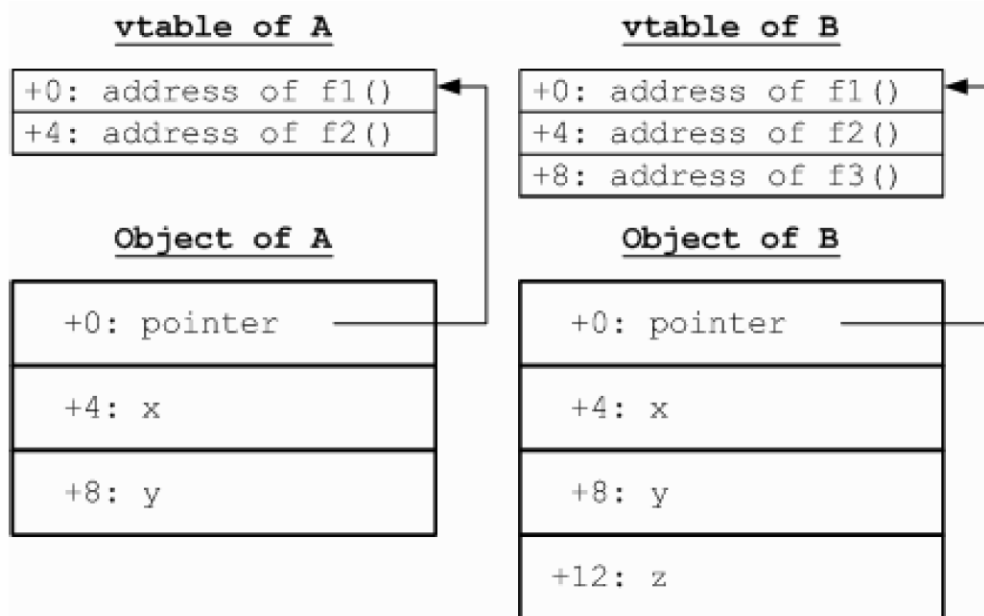 vtable of A
+0: address of f1()
+4: address of f2()
Object of A
+0: pointer
+4: x
+8: y
vtable of B
+0: address of f1()
+4: address of f2()
+8: address of f3()
Object of B
+0: pointer
+4: x
+8: y
+12: z